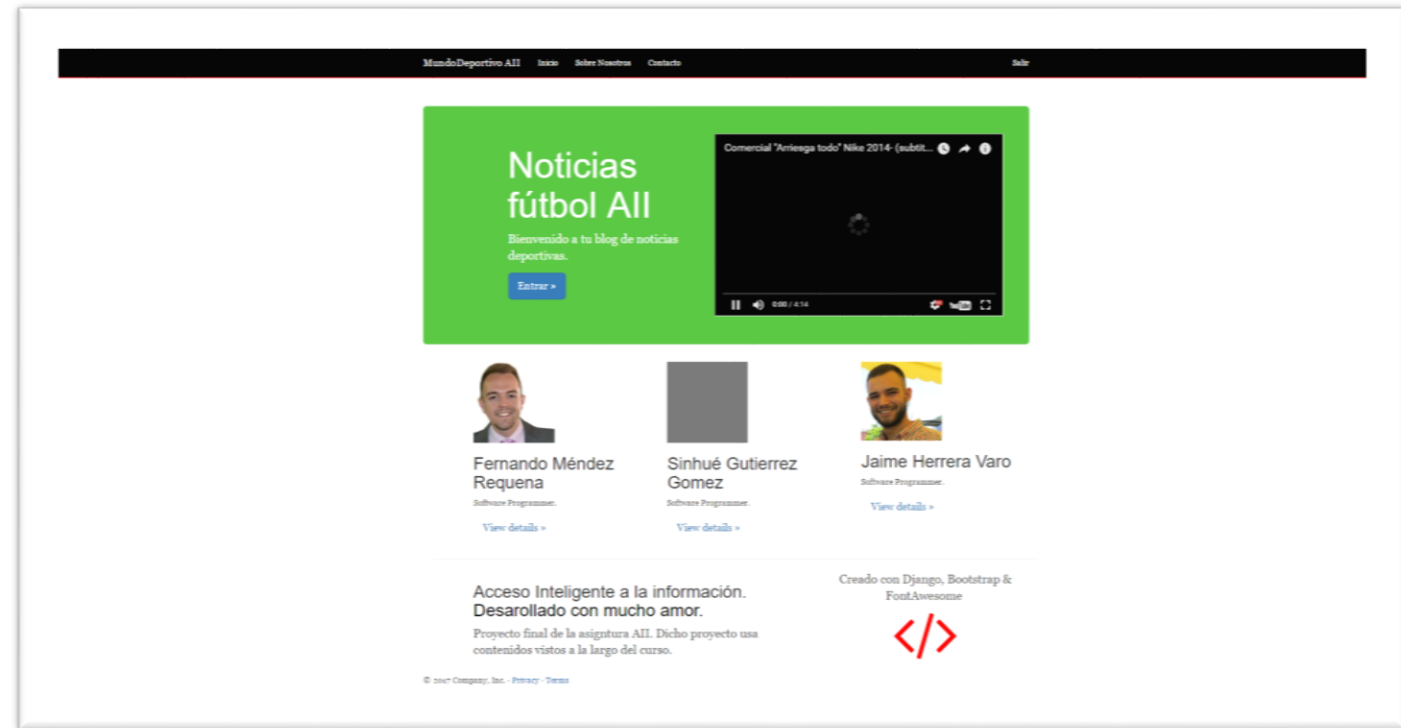 MundoDeportivo AII Inicio Sobre Nosotros Contacto Salir
Noticias
fútbol AII
Bienvenido a tu blog de noticias
deportivas.
Entrar »
Comercial "Arriesga todo" Nike 2014- (subtit...
0:00 / 4:14
YouTube
Fernando Méndez
Requena
Software Programmer.
View details »
Sinhué Gutierrez
Gomez
Software Programmer.
View details »
Jaime Herrera Varo
Software Programmer.
View details »
Acceso Inteligente a la información.
Desarollado con mucho amor.
Proyecto final de la asigntura AII. Dicho proyecto usa
contenidos vistos a la largo del curso.
Creado con Django, Bootstrap &
FontAwesome
</>
© 2017 Company, Inc. · Privacy · Terms